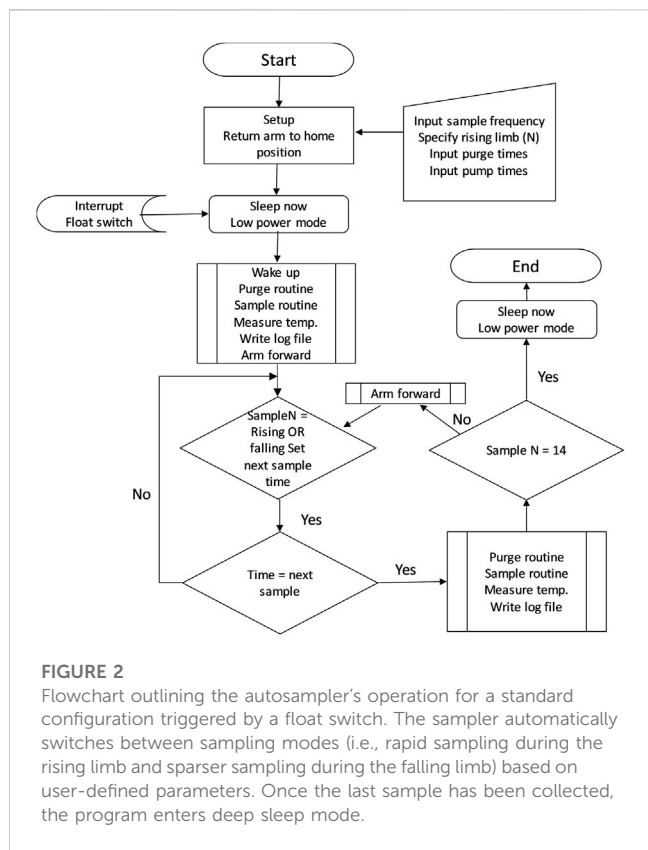 Start
Setup
Return arm to home
position
Input sample frequency
Specify rising limb (N)
Input purge times
Input pump times
Interrupt
Float switch
Sleep now
Low power mode
Wake up
Purge routine
Sample routine
Measure temp.
Write log file
Arm forward
End
Sleep now
Low power mode
Yes
Arm forward
No
SampleN =
Rising OR
falling Set
next sample
time
Sample N = 14
No
Yes
Time = next
sample
Yes
Purge routine
Sample routine
Measure temp.
Write log file
FIGURE 2
Flowchart outlining the autosampler's operation for a standard
configuration triggered by a float switch. The sampler automatically
switches between sampling modes (i.e., rapid sampling during the
rising limb and sparser sampling during the falling limb) based on
user-defined parameters. Once the last sample has been collected,
the program enters deep sleep mode.